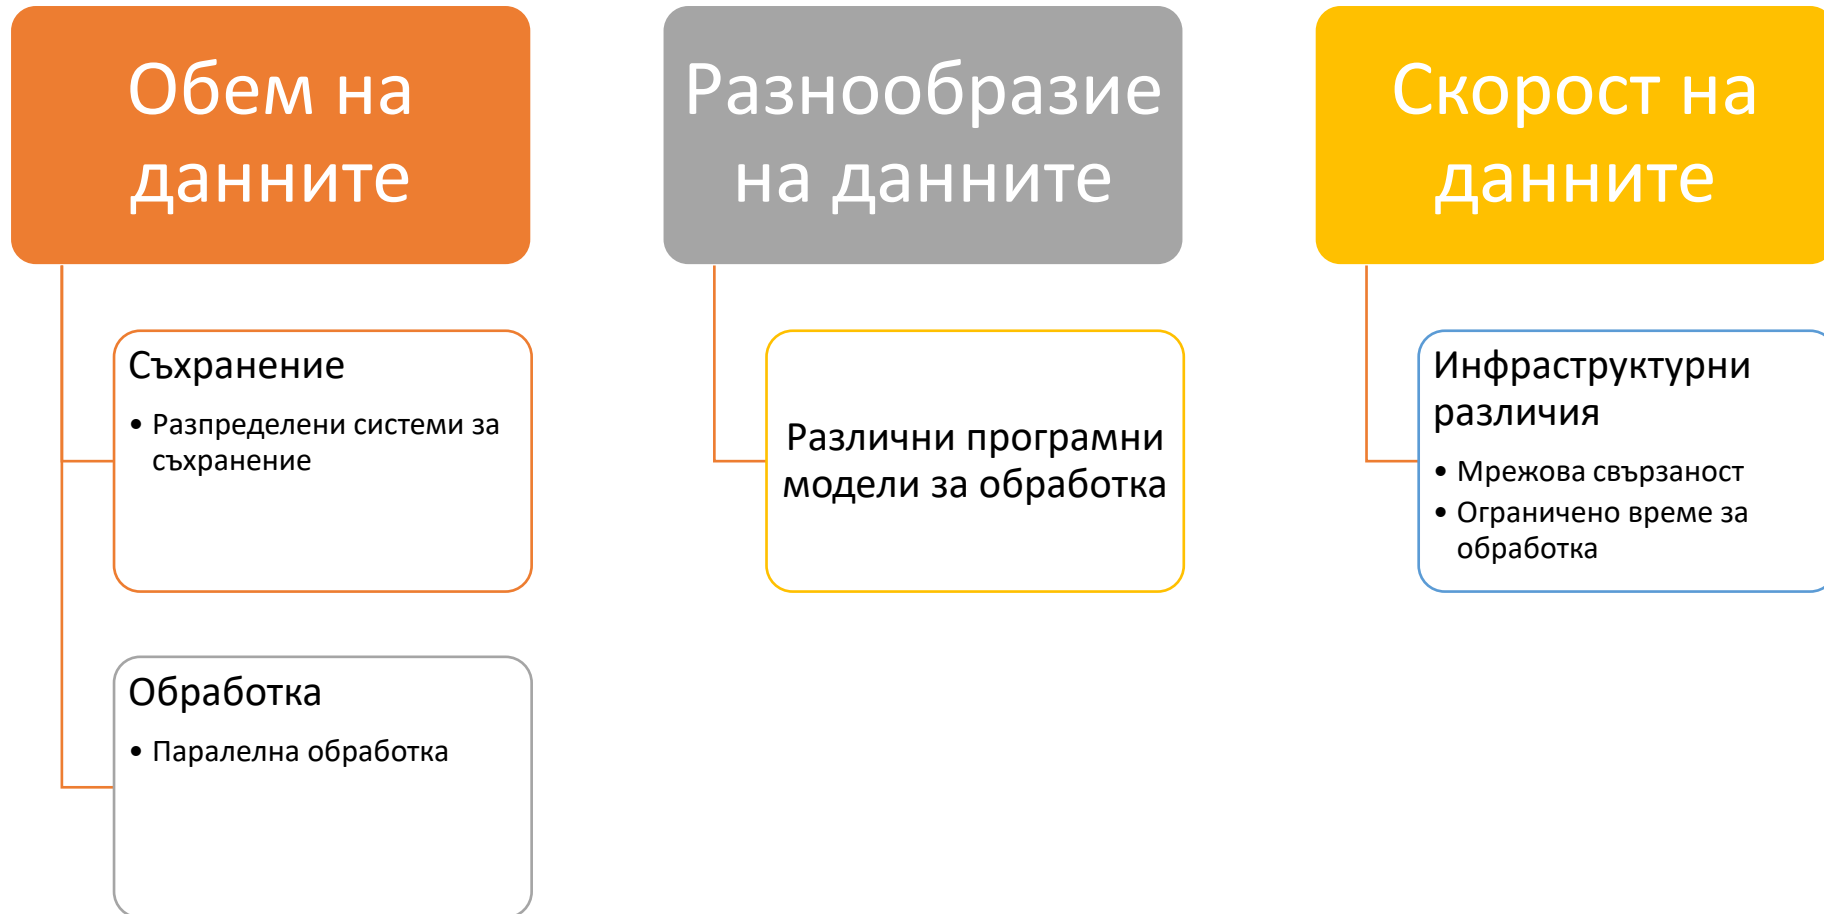 Обем на
данните
Съхранение
• Разпределени системи за
съхранение
Обработка
• Паралелна обработка
Разнообразие
на данните
Различни програмни
модели за обработка
Скорост на
данните
Инфраструктурни
различия
• Мрежова свързаност
• Ограничено време за
обработка